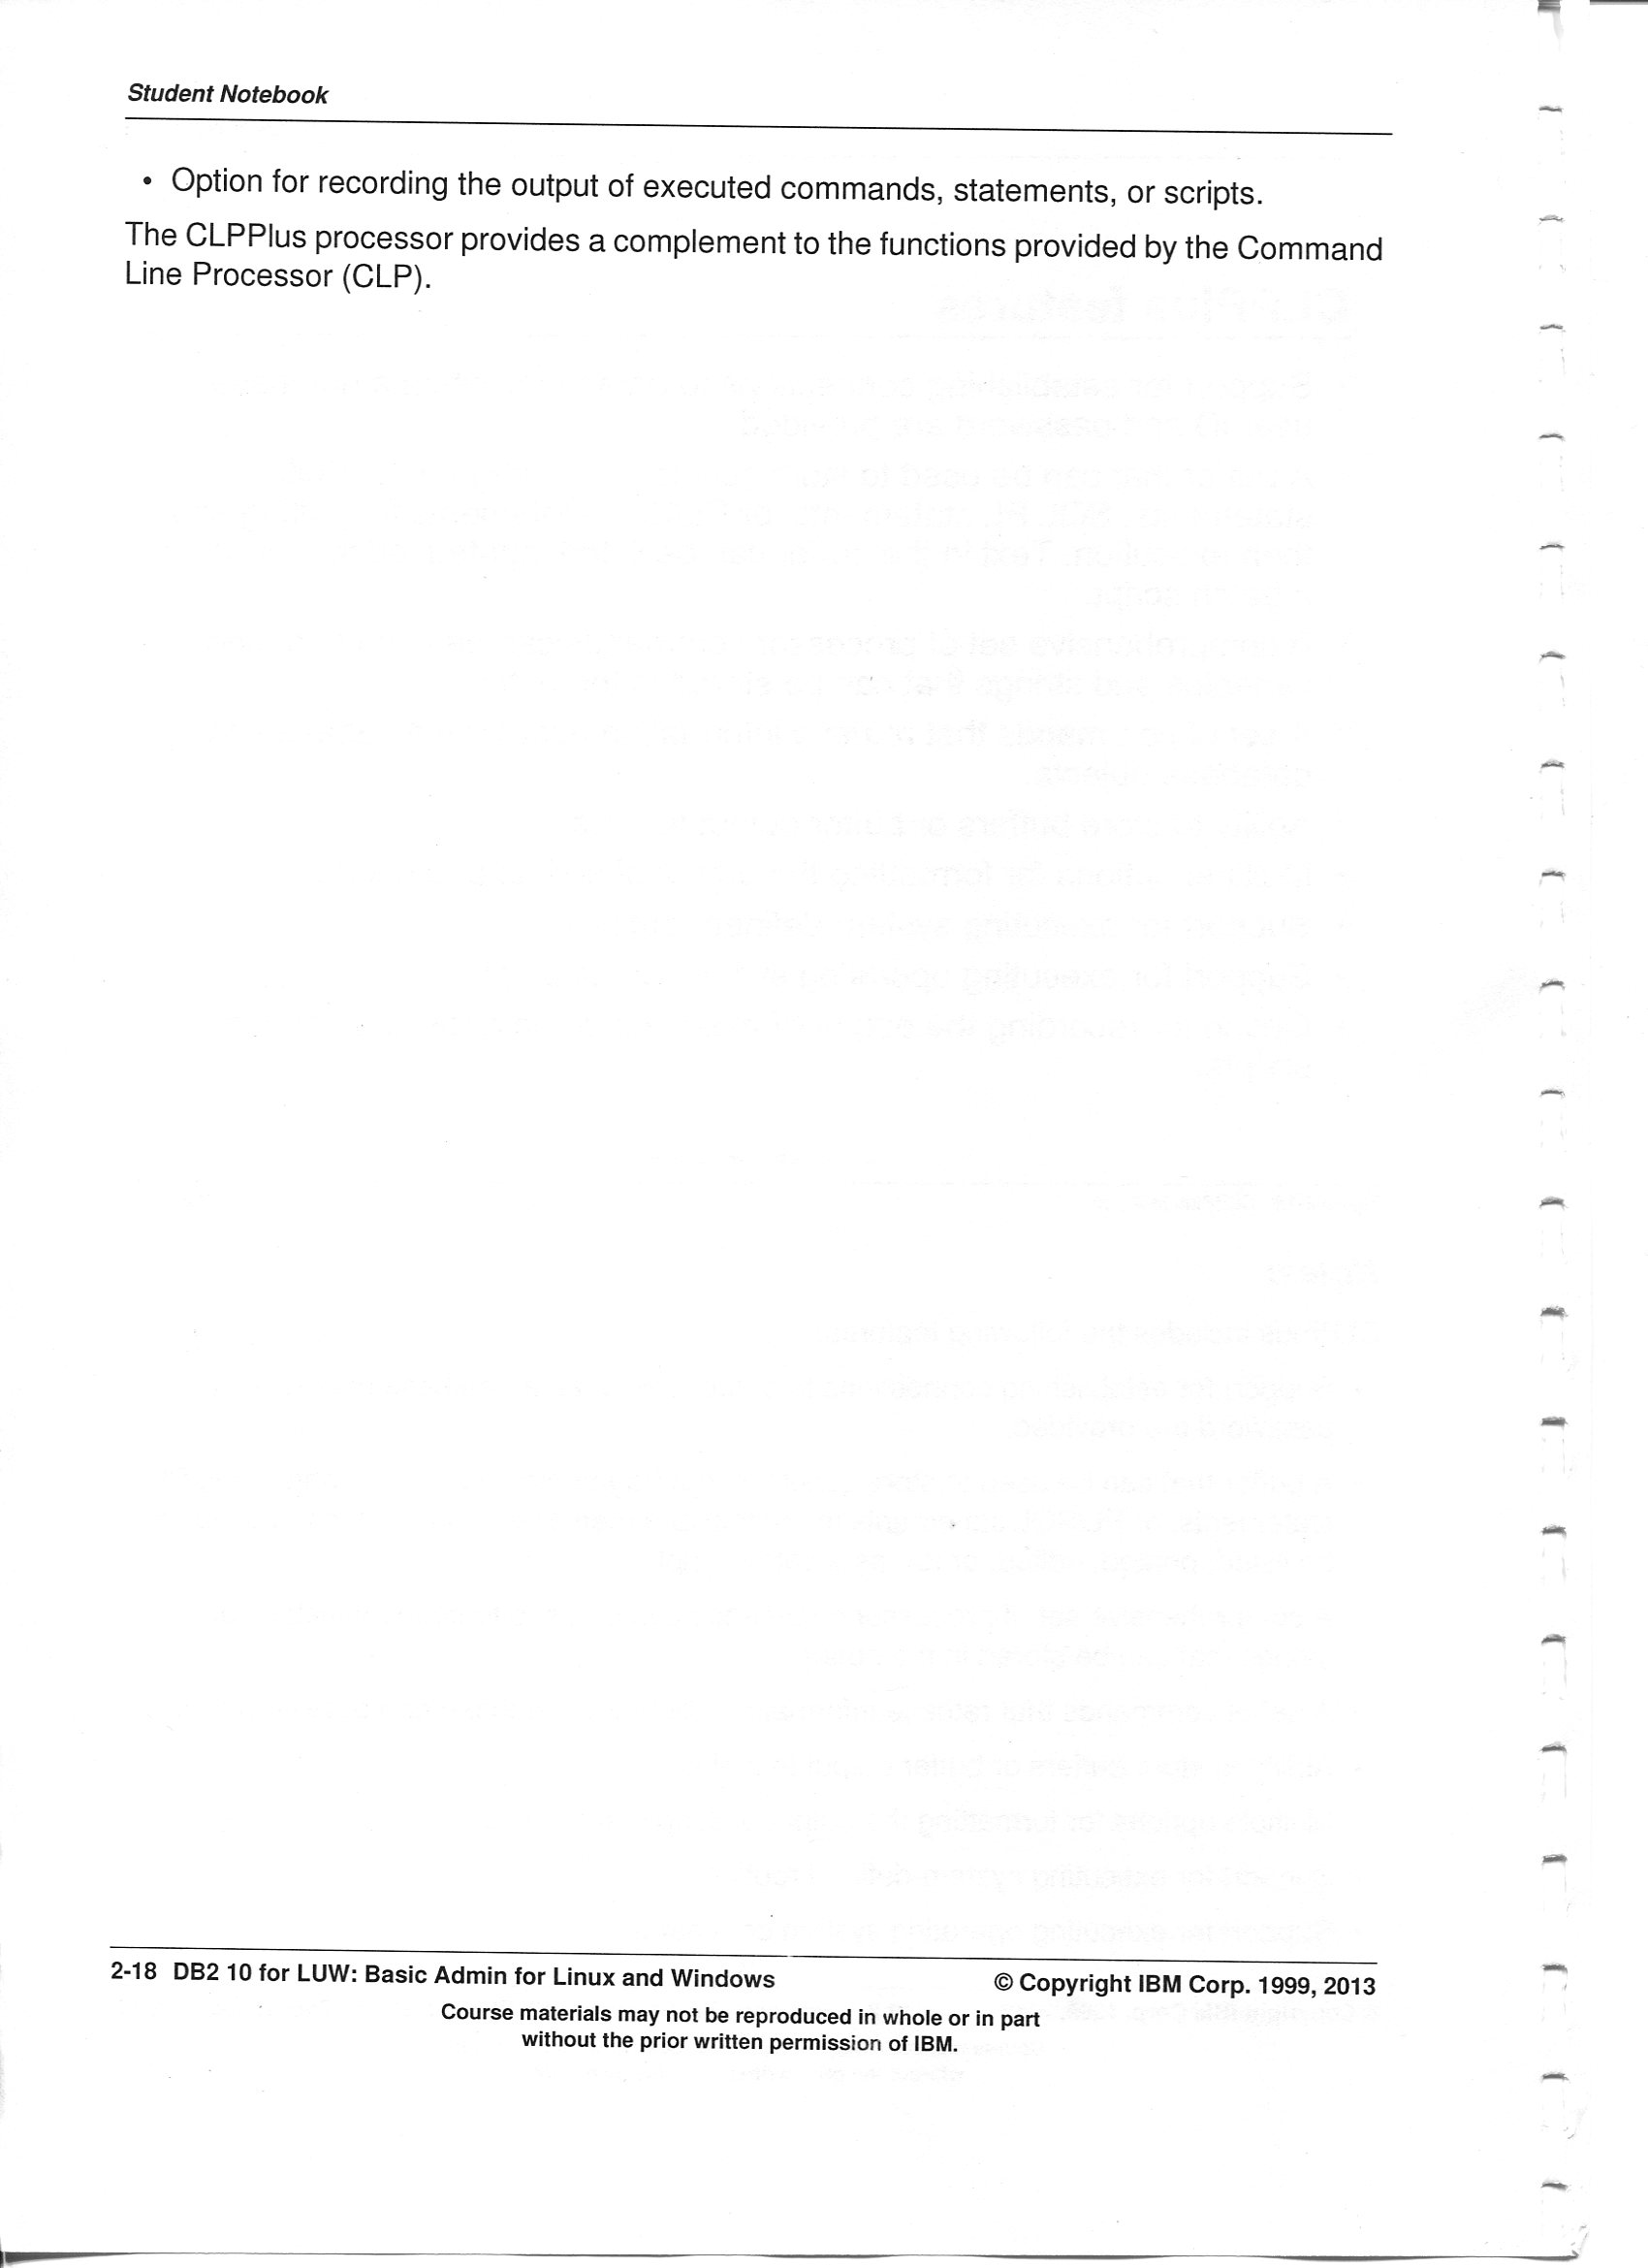 Student Notebook
• Option for recording the output of executed commands, statements, or scripts.
The CLPPlus processor provides a complement to the functions provided by the Command
Line Processor (CLP).
2-18 DB2 10 for LUW: Basic Admin for Linux and Windows © Copyright IBM Corp. 1999, 2013
Course materials may not be reproduced in whole or in part
without the prior written permission of IBM.